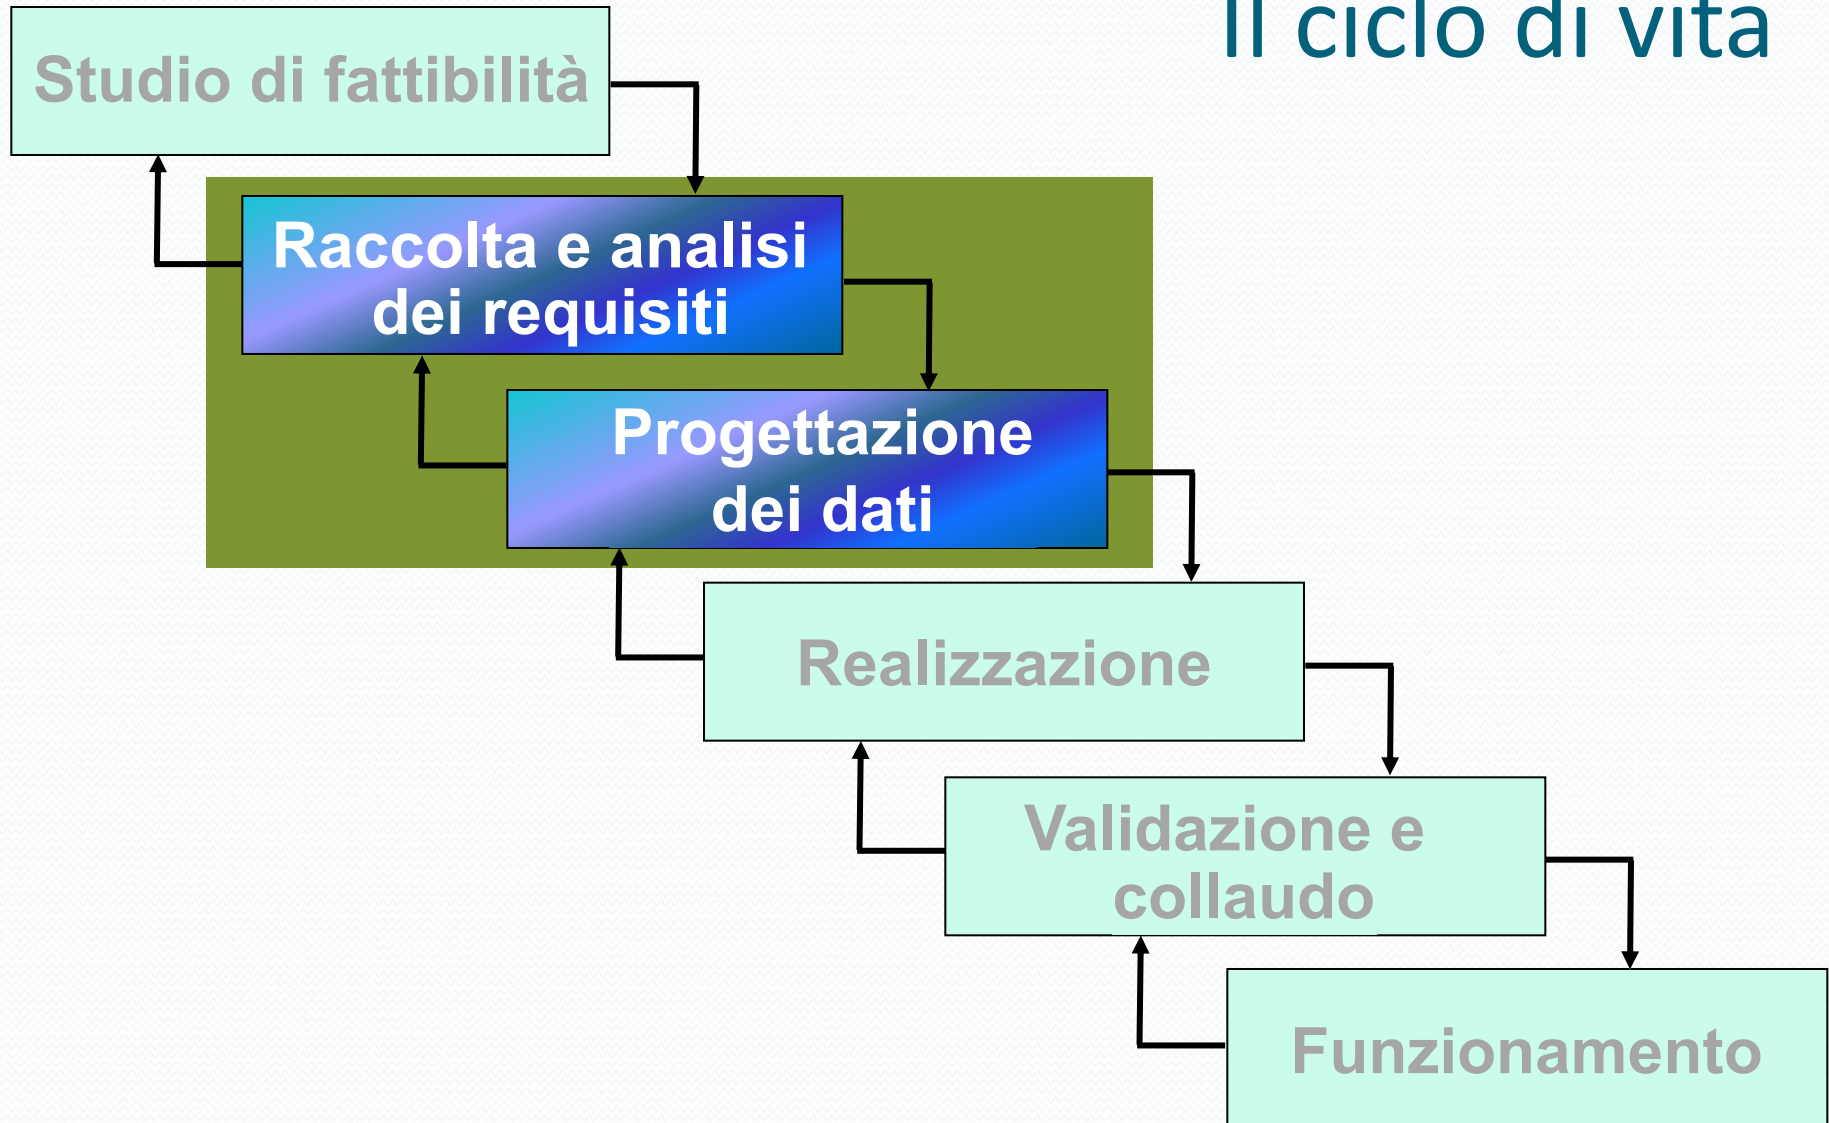 Il ciclo di vita
Studio di fattibilità
Raccolta e analisi
dei requisiti
Progettazione
dei dati
Realizzazione
Validazione e
collaudo
Funzionamento